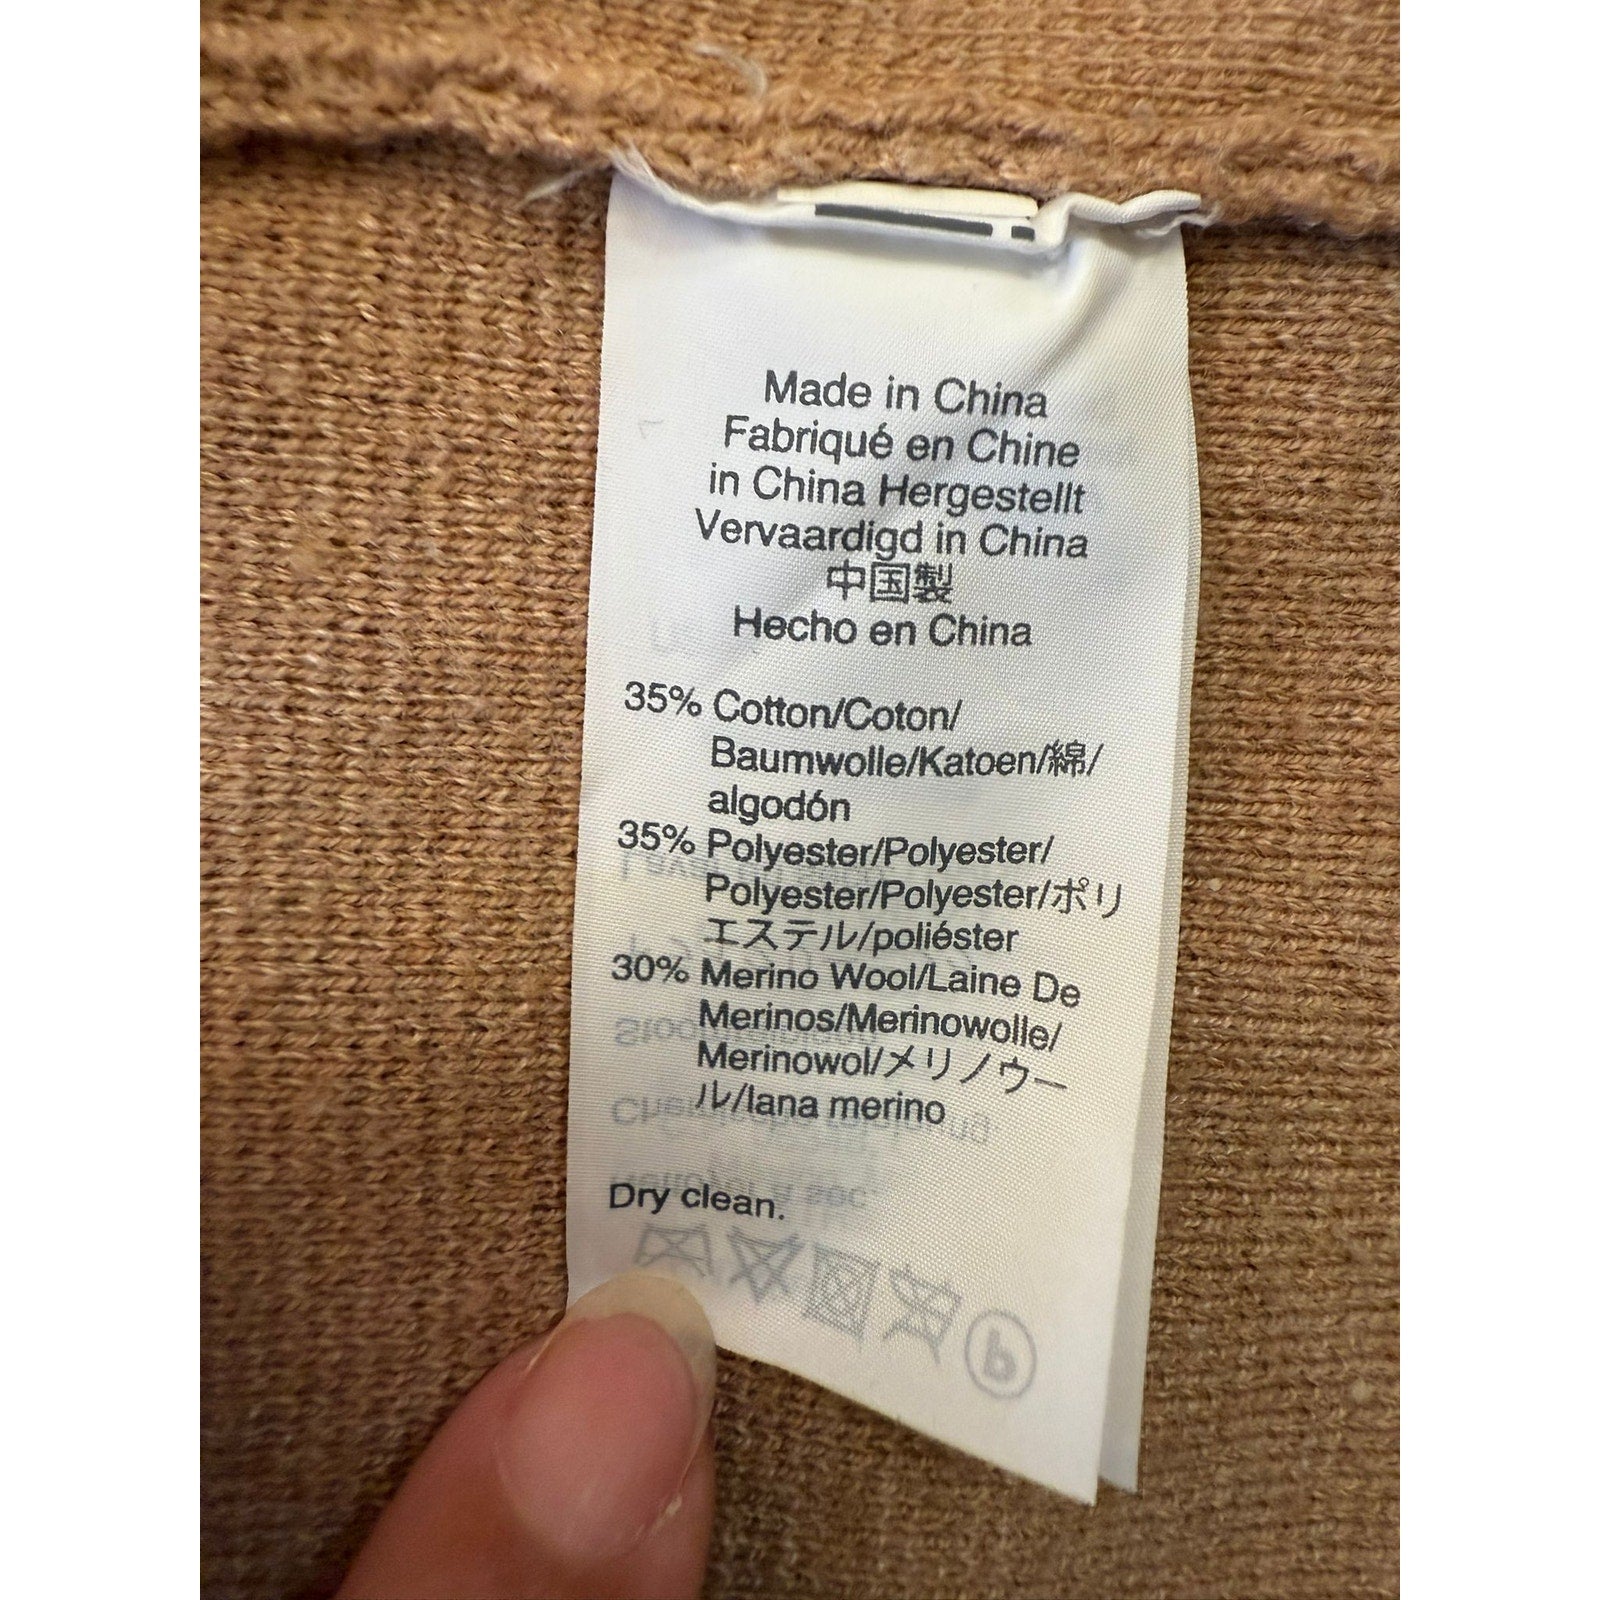 Made in China
Fabriqué en Chine
in China Hergestellt
Vervaardigd in China
中国製
Hecho en China
35% Cotton/Coton/
Baumwolle/Katoen/綿/
algodón
35% Polyester/Polyester/
Polyester/Polyester/ポリ
エステル/poliéster
30% Merino Wool/Laine De
Merinos/Merinowolle/
Merinowol/メリノウー
ル/lana merino
Dry clean.